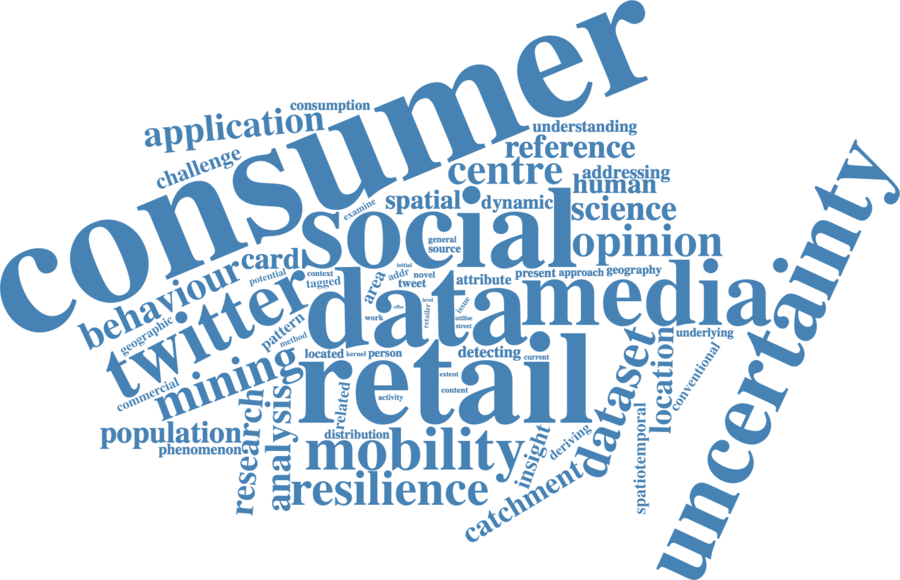 consumer
consumption
application
challenge
understanding
reference
centre
addressing
human
examine
spatial
dynamic
science
social
general
source
opinion
card
behaviour
potential
context
tagged
area
initial
addr
novel
tweet
attribute
present
approach
geography
media
uncertainty
geographic
twitter
pattern
method
data
work
offer
level
retailer
issue
utilise
street
underlying
located
kernel
person
detecting
current
commercial
mining
retail
extent
content
activity
related
dataset
location
conventional
population
phenomenon
research
analysis
distribution
mobility
insight
deriving
spatiotemporal
resilience
catchment